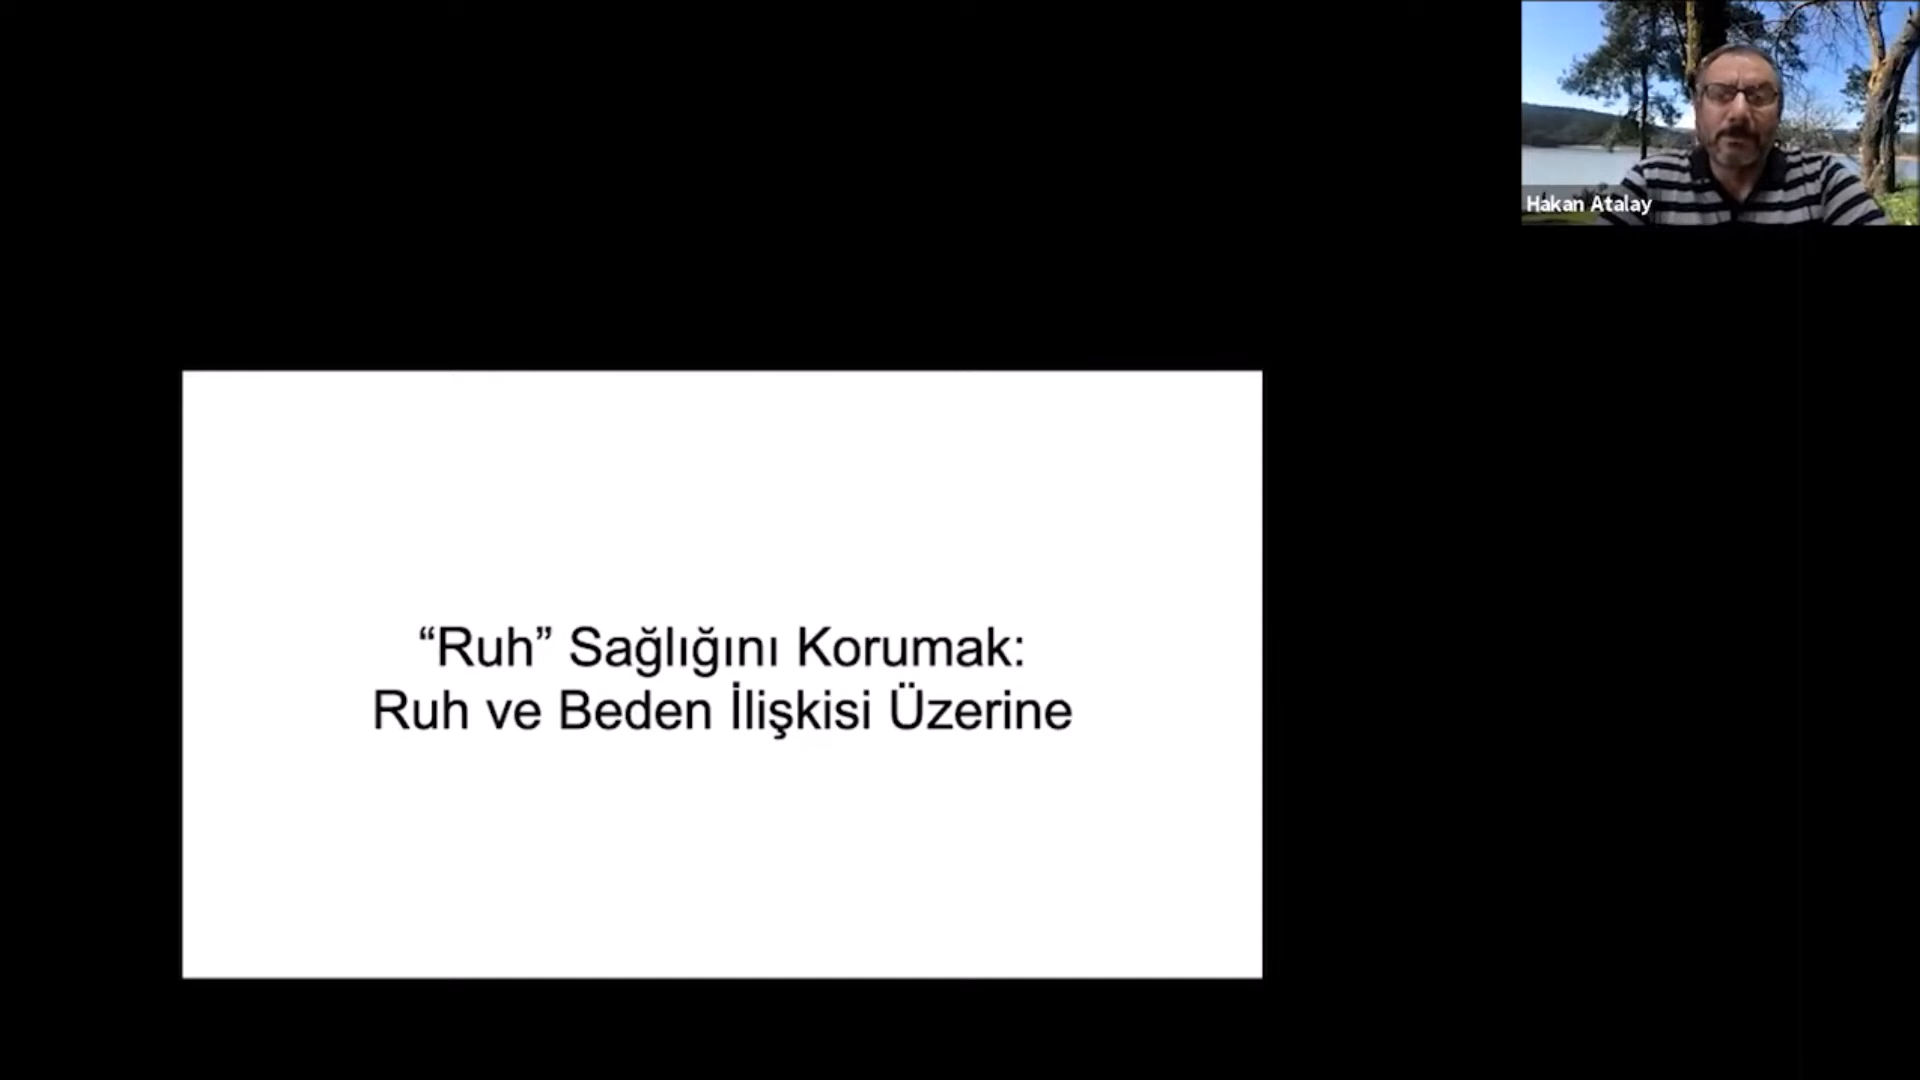 Hakan Atalay
“Ruh” Sağlığını Korumak:
Ruh ve Beden İlişkisi Üzerine